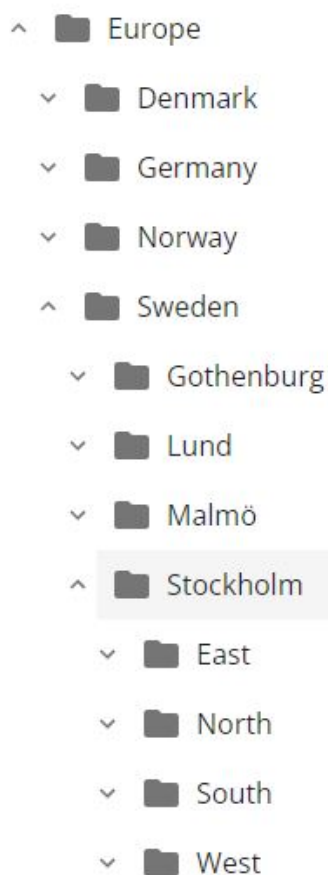 Europe
Denmark
Germany
Norway
Sweden
Gothenburg
Lund
Malmö
Stockholm
East
North
South
West